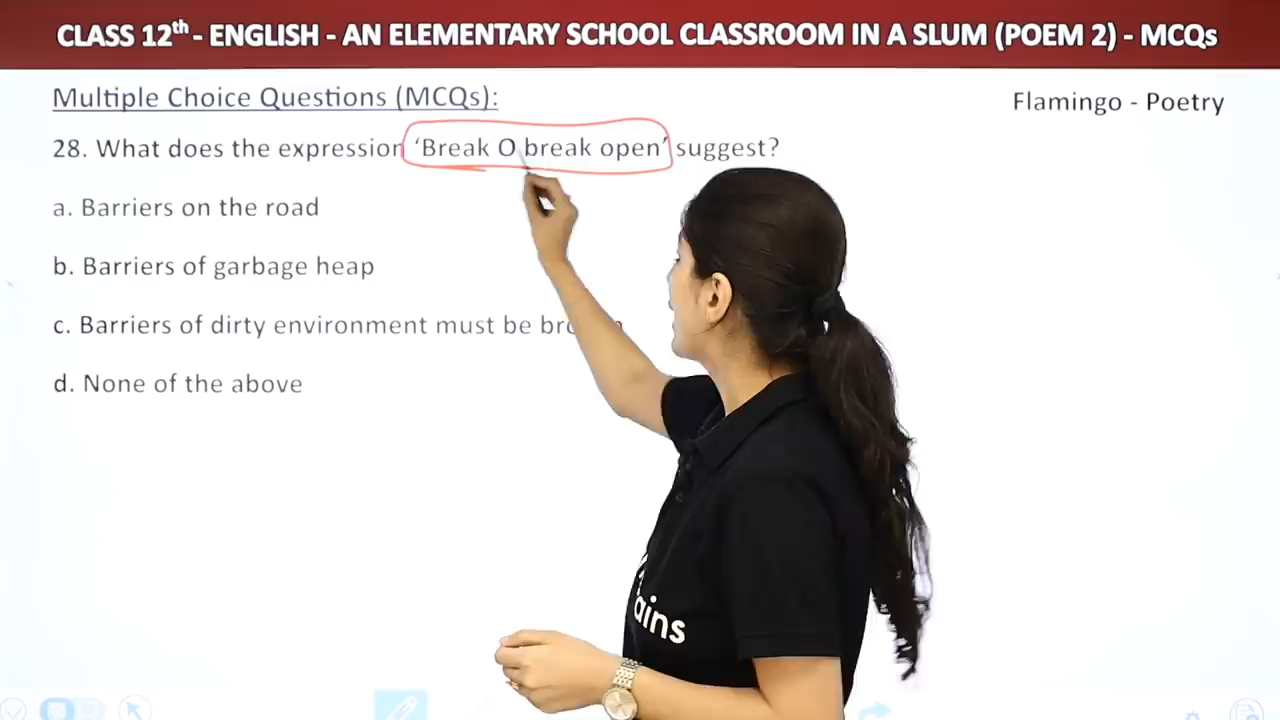 CLASS 12th - ENGLISH - AN ELEMENTARY SCHOOL CLASSROOM IN A SLUM (POEM 2) - MCQs
Multiple Choice Questions (MCQs):
Flamingo - Poetry
28. What does the expression 'Break O break open' suggest?
a. Barriers on the road
b. Barriers of garbage heap
c. Barriers of dirty environment must be
d. None of the above
ains